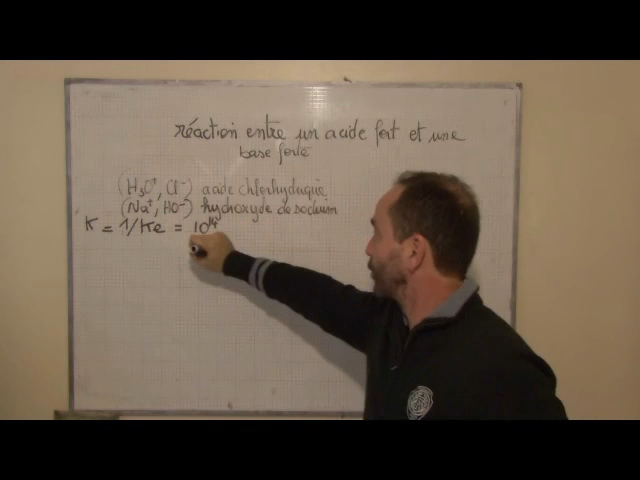 réaction entre un acide fort et une
base forte
(H₃O⁺, Cl⁻) acide chlorhydrique
(Na⁺, HO⁻) hydroxyde de sodium
K = 1/Ke = 10¹⁴